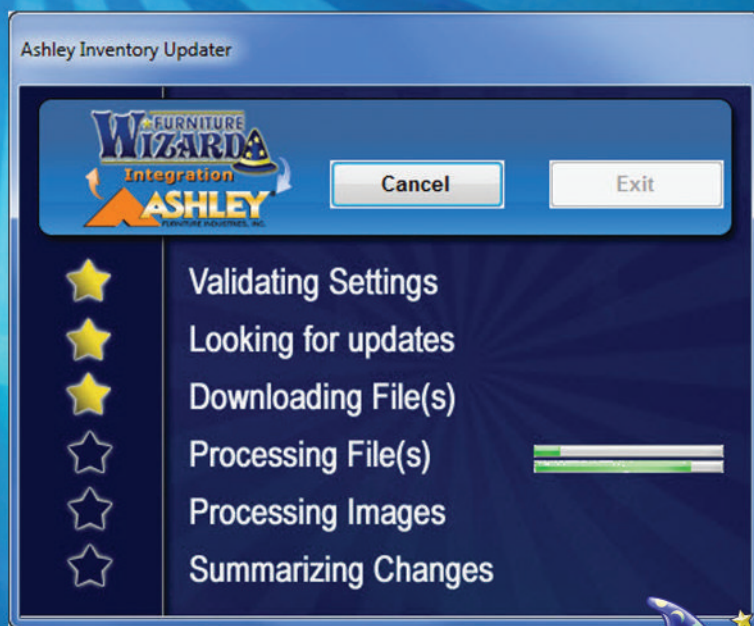 Ashley Inventory Updater
FURNITURE
WIZARD
Integration
ASHLEY
FURNITURE INDUSTRIES, INC.
Cancel
Exit
Validating Settings
Looking for updates
Downloading File(s)
Processing File(s)
Processing Images
Summarizing Changes